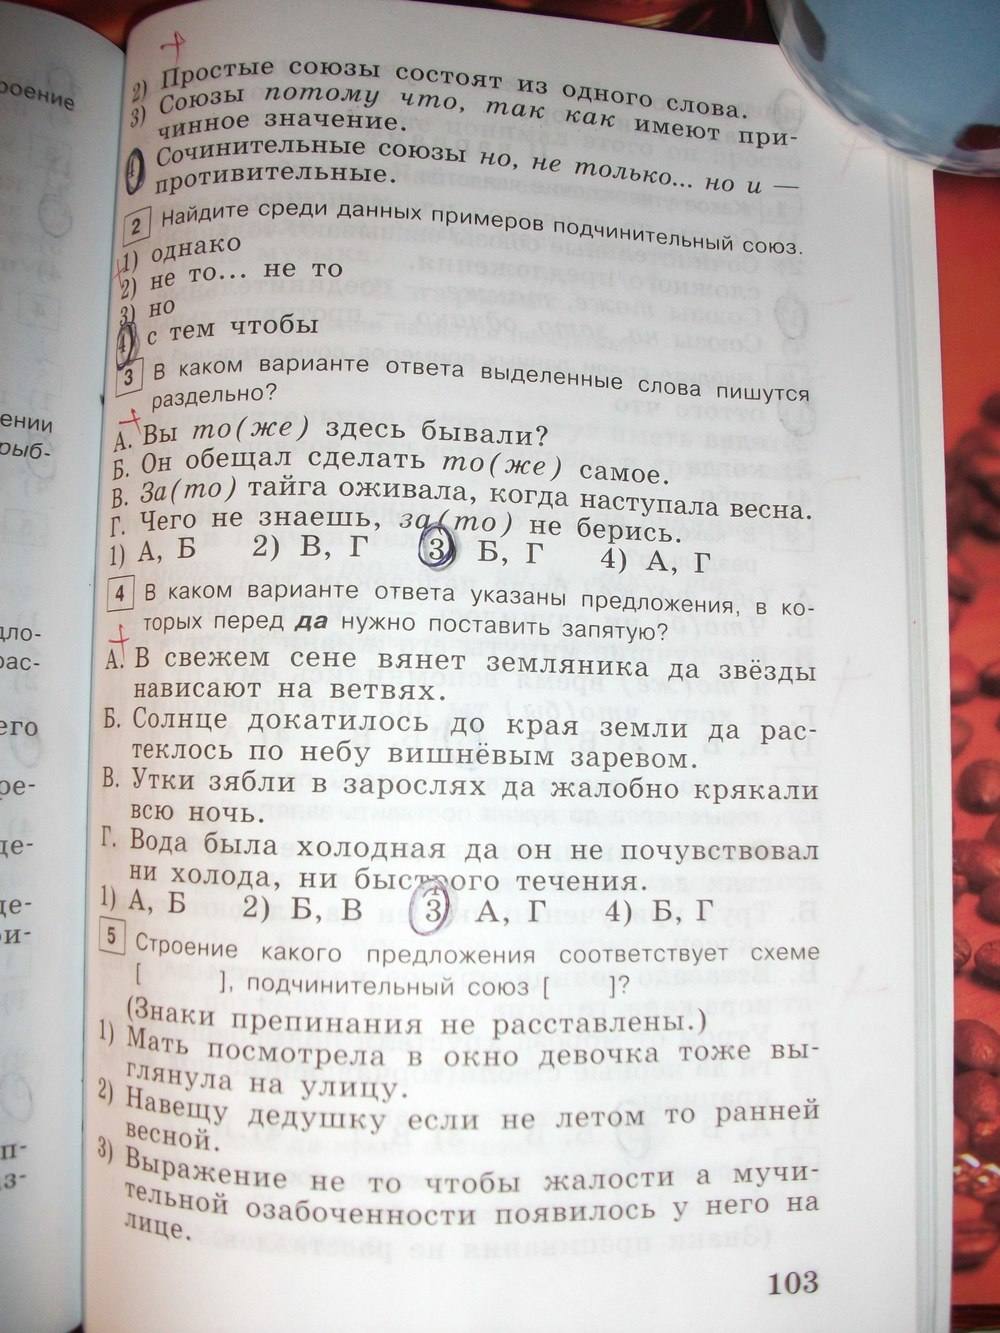 роение
2) Простые союзы состоят из одного слова.
3) Союзы потому что, так как имеют при-
чинное значение.
4) Сочинительные союзы но, не только... но и —
противительные.
2 Найдите среди данных примеров подчинительный союз.
1) однако
2) не то... не то
3) но
4) с тем чтобы
3 В каком варианте ответа выделенные слова пишутся
раздельно?
А. Вы то(же) здесь бывали?
Б. Он обещал сделать то(же) самое.
В. За(то) тайга оживала, когда наступала весна.
Г. Чего не знаешь, за(то) не берись.
1) А, Б 2) В, Г 3) Б, Г 4) А, Г
4 В каком варианте ответа указаны предложения, в ко-
торых перед да нужно поставить запятую?
А. В свежем сене вянет земляника да звёзды
нависают на ветвях.
Б. Солнце докатилось до края земли да рас-
теклось по небу вишнёвым заревом.
В. Утки зябли в зарослях да жалобно крякали
всю ночь.
Г. Вода была холодная да он не почувствовал
ни холода, ни быстрого течения.
1) А, Б 2) Б, В 3) А, Г 4) Б, Г
5 Строение какого предложения соответствует схеме
[ ], подчинительный союз [ ]?
(Знаки препинания не расставлены.)
1) Мать посмотрела в окно девочка тоже вы-
глянула на улицу.
2) Навещу дедушку если не летом то ранней
весной.
3) Выражение не то чтобы жалости а мучи-
тельной озабоченности появилось у него на
лице.
103